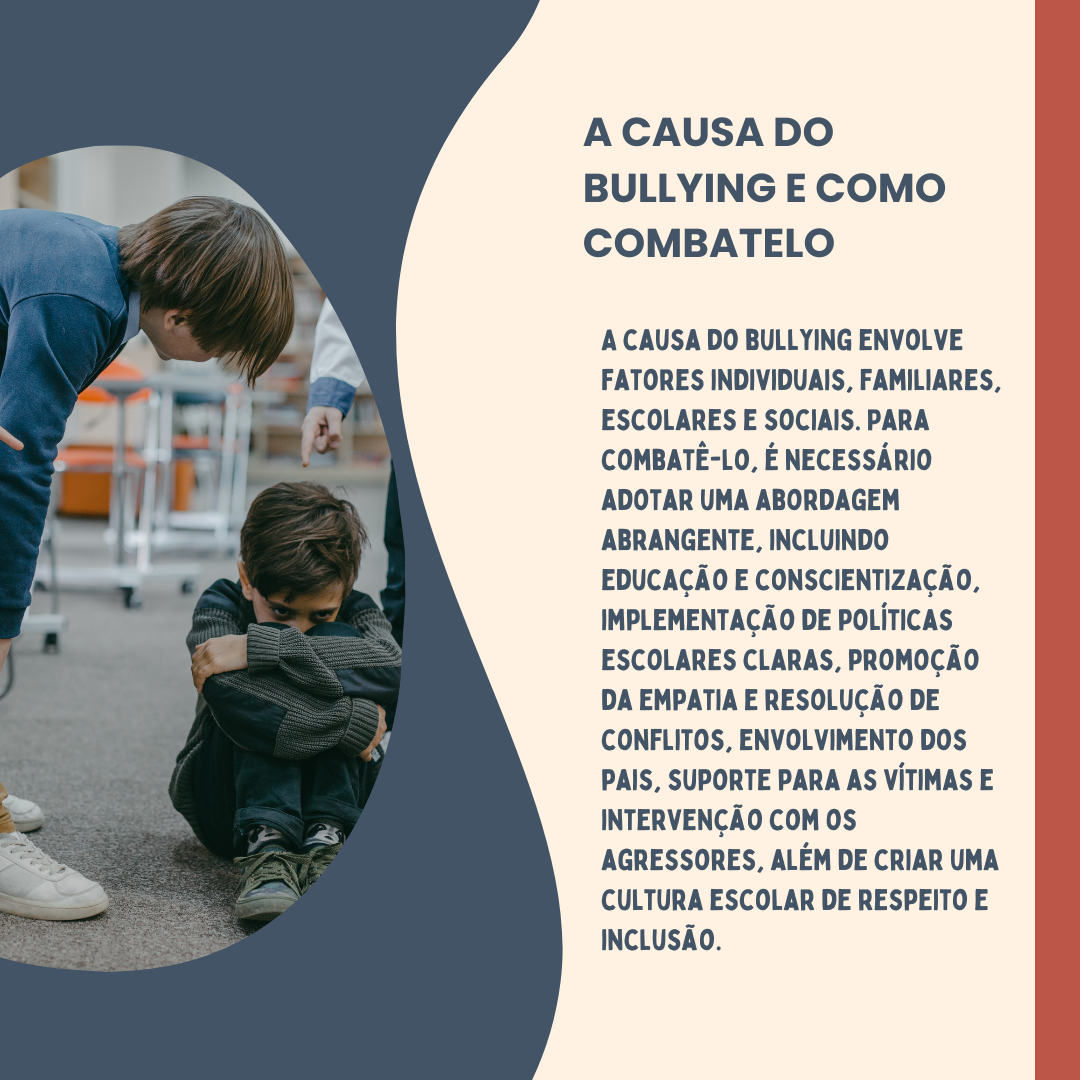 A CAUSA DO
BULLYING E COMO
COMBATELO
A CAUSA DO BULLYING ENVOLVE
FATORES INDIVIDUAIS, FAMILIARES,
ESCOLARES E SOCIAIS. PARA
COMBATÊ-LO, É NECESSÁRIO
ADOTAR UMA ABORDAGEM
ABRANGENTE, INCLUINDO
EDUCAÇÃO E CONSCIENTIZAÇÃO,
IMPLEMENTAÇÃO DE POLÍTICAS
ESCOLARES CLARAS, PROMOÇÃO
DA EMPATIA E RESOLUÇÃO DE
CONFLITOS, ENVOLVIMENTO DOS
PAIS, SUPORTE PARA AS VÍTIMAS E
INTERVENÇÃO COM OS
AGRESSORES, ALÉM DE CRIAR UMA
CULTURA ESCOLAR DE RESPEITO E
INCLUSÃO.